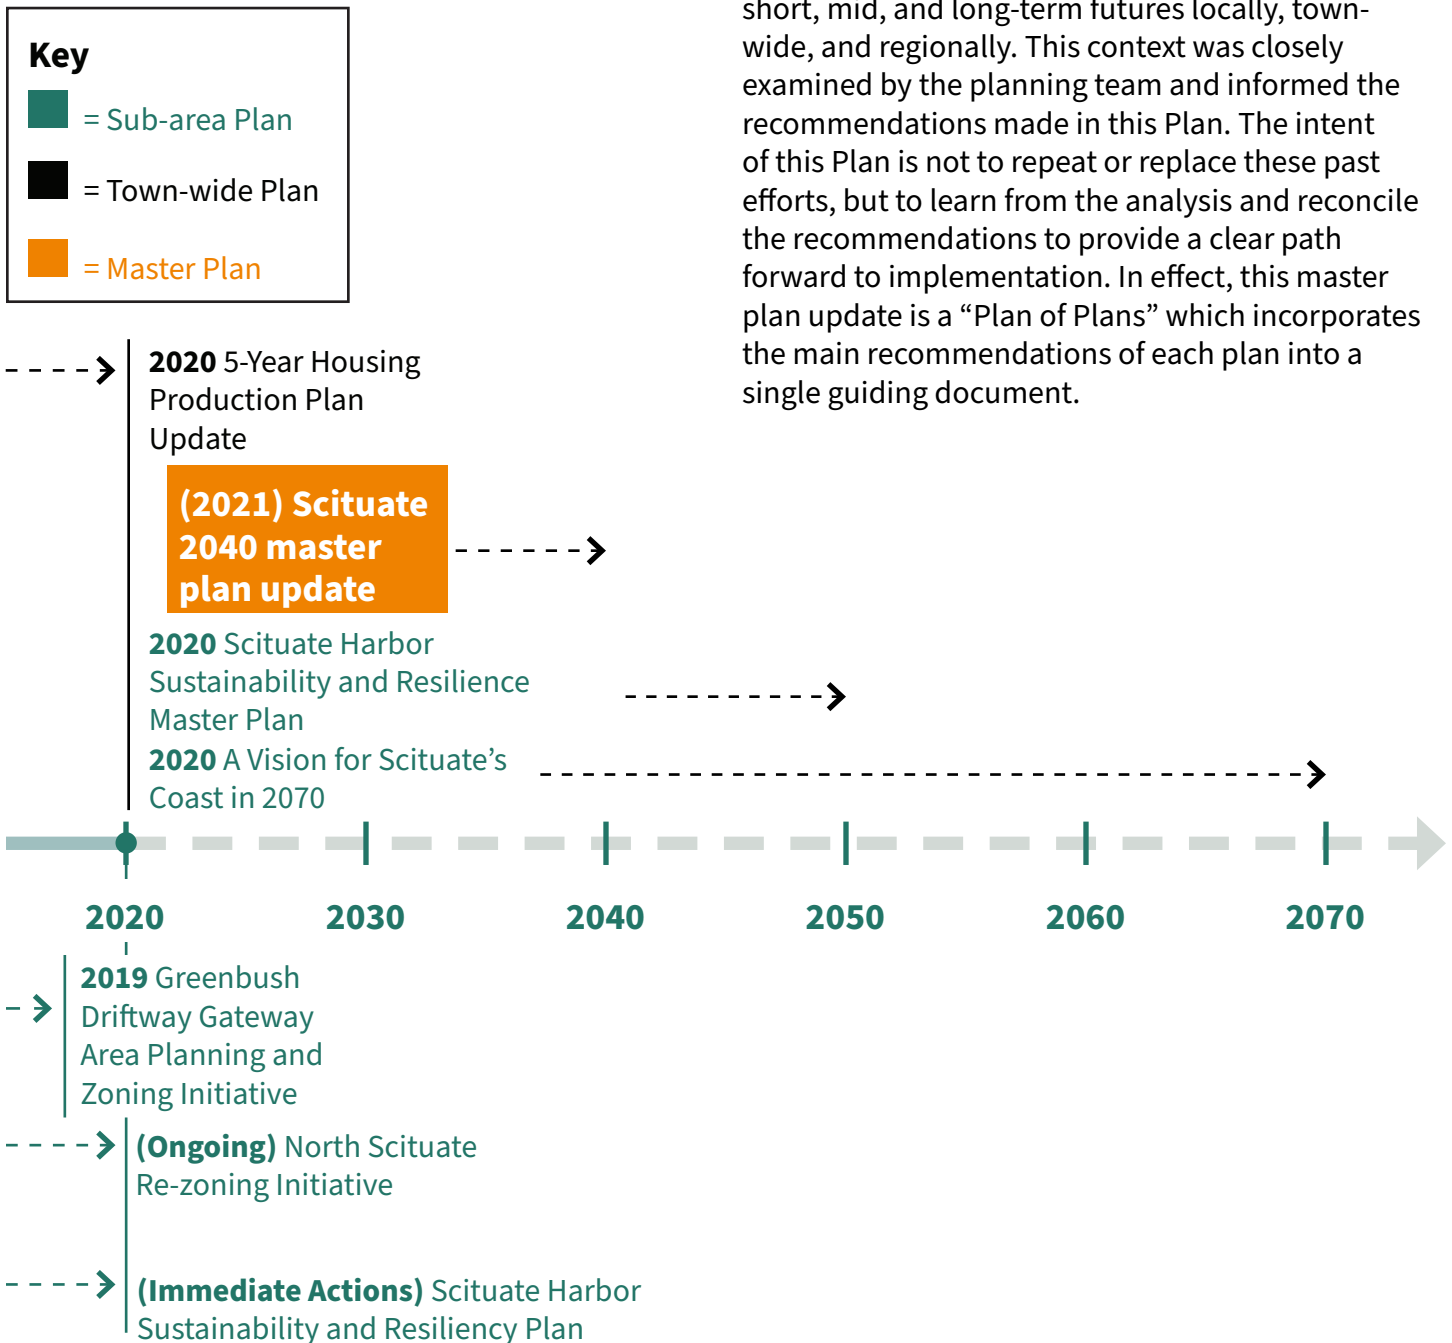 Key
= Sub-area Plan
= Town-wide Plan
= Master Plan
short, mid, and long-term futures locally, town-
wide, and regionally. This context was closely
examined by the planning team and informed the
recommendations made in this Plan. The intent
of this Plan is not to repeat or replace these past
efforts, but to learn from the analysis and reconcile
the recommendations to provide a clear path
forward to implementation. In effect, this master
plan update is a “Plan of Plans” which incorporates
the main recommendations of each plan into a
single guiding document.
2020 5-Year Housing
Production Plan
Update
(2021) Scituate
2040 master
plan update
2020 Scituate Harbor
Sustainability and Resilience
Master Plan
2020 A Vision for Scituate’s
Coast in 2070
2020
2030
2040
2050
2060
2070
2019 Greenbush
Driftway Gateway
Area Planning and
Zoning Initiative
(Ongoing) North Scituate
Re-zoning Initiative
(Immediate Actions) Scituate Harbor
Sustainability and Resiliency Plan